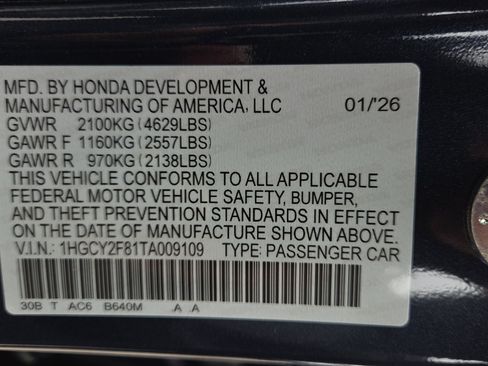 MFD. BY HONDA DEVELOPMENT &
MANUFACTURING OF AMERICA, LLC 01/'26
GVWR 2100KG(4629LBS)
GAWR F 1160KG(2557LBS)
GAWR R 970KG(2138LBS)
THIS VEHICLE CONFORMS TO ALL APPLICABLE
FEDERAL MOTOR VEHICLE SAFETY, BUMPER,
AND THEFT PREVENTION STANDARDS IN EFFECT
ON THE DATE OF MANUFACTURE SHOWN ABOVE.
V.I.N.: 1HGCY2F81TA009109 TYPE: PASSENGER CAR
30B T AC6 B640M .A .A